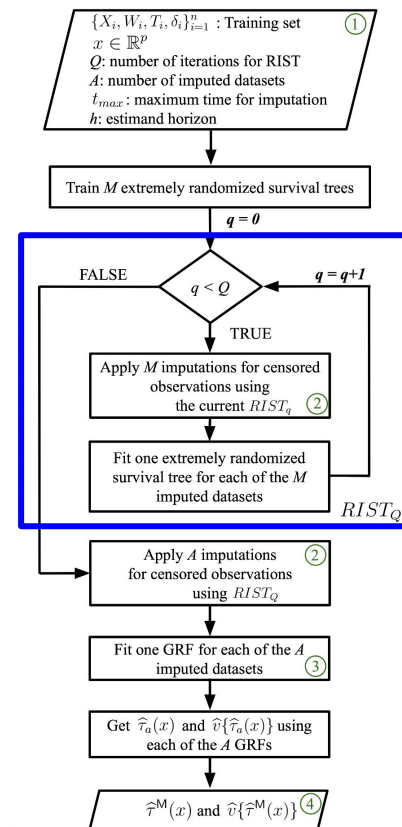 {X_i, W_i, T_i, δ_i}_{i=1}^n : Training set ①
x ∈ ℝ^p
Q: number of iterations for RIST
A: number of imputed datasets
t_{max}: maximum time for imputation
h: estimand horizon
Train M extremely randomized survival trees
q = 0
FALSE
q < Q
q = q+1
TRUE
Apply M imputations for censored
observations using
the current RIST_q ②
Fit one extremely randomized
survival tree for each of the M
imputed datasets
RIST_Q
Apply A imputations ②
for censored observations
using RIST_Q
Fit one GRF for each of the A
imputed datasets ③
Get τ̂_a(x) and v̂{τ̂_a(x)} using
each of the A GRFs
τ̂^M(x) and v̂{τ̂^M(x)} ④